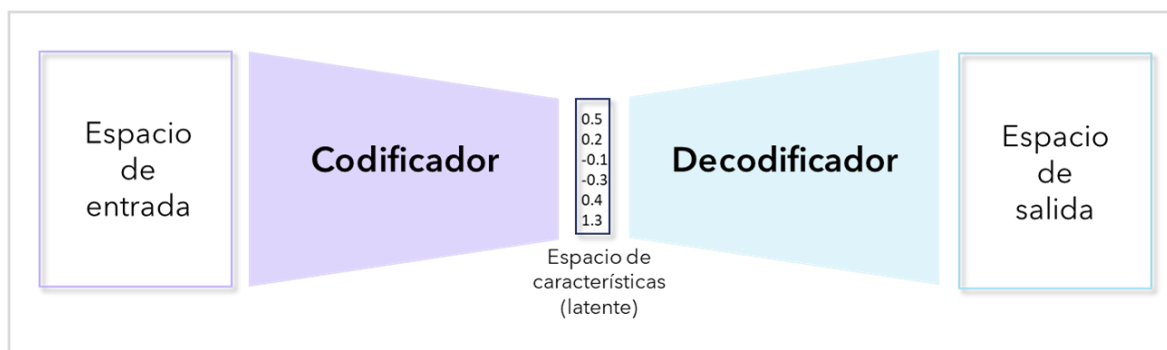 Espacio
de
entrada
Codificador
0.5
0.2
-0.1
-0.3
0.4
1.3
Espacio de
características
(latente)
Decodificador
Espacio
de
salida